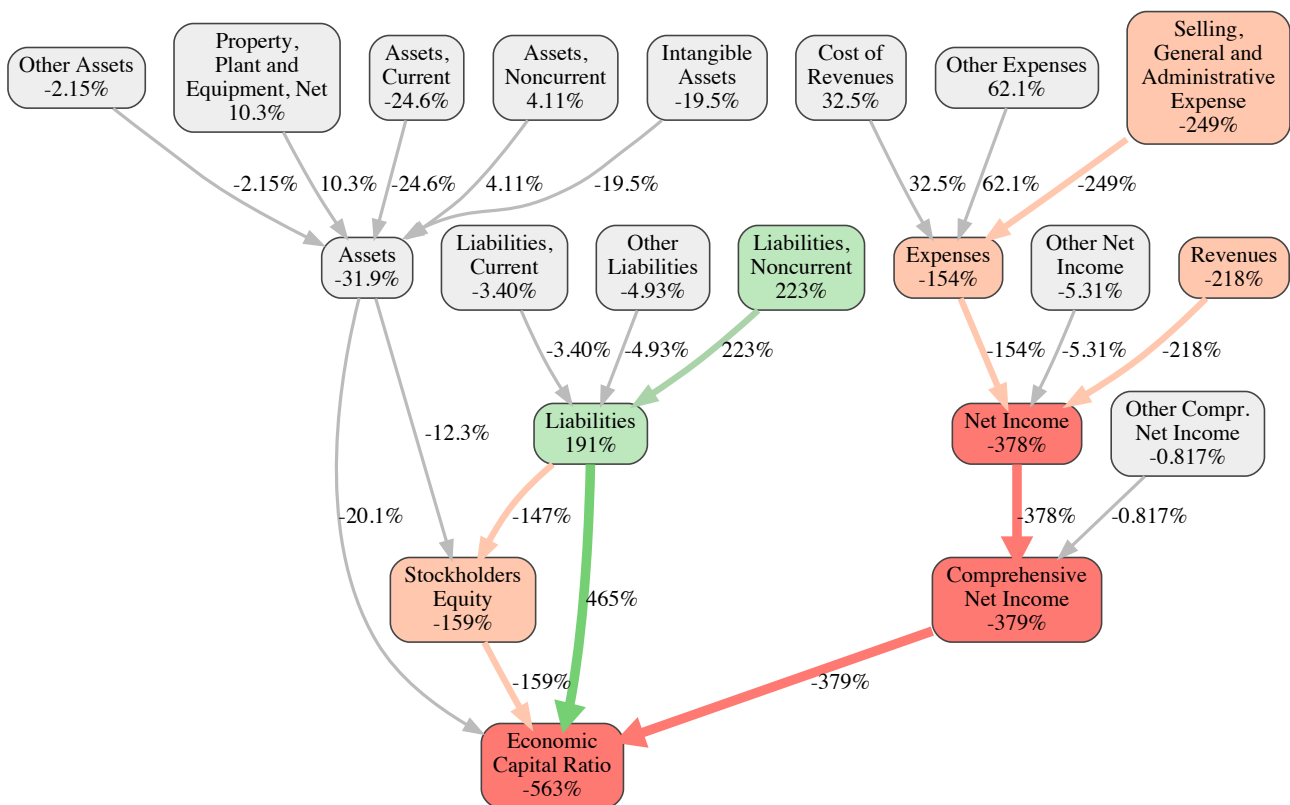 Other Assets
-2.15%
Property,
Plant and
Equipment, Net
10.3%
Assets,
Current
-24.6%
Assets,
Noncurrent
4.11%
Intangible
Assets
-19.5%
Cost of
Revenues
32.5%
Other Expenses
62.1%
Selling,
General and
Administrative
Expense
-249%
-2.15%
10.3%
-24.6%
4.11%
-19.5%
32.5%
62.1%
-249%
Assets
-31.9%
Liabilities,
Current
-3.40%
Other
Liabilities
-4.93%
Liabilities,
Noncurrent
223%
Expenses
-154%
Other Net
Income
-5.31%
Revenues
-218%
-3.40%
-4.93%
223%
-154%
-5.31%
-218%
-12.3%
Liabilities
191%
Net Income
-378%
Other Compr.
Net Income
-0.817%
-20.1%
-147%
-378%
-0.817%
Stockholders
Equity
-159%
465%
Comprehensive
Net Income
-379%
-159%
-379%
Economic
Capital Ratio
-563%